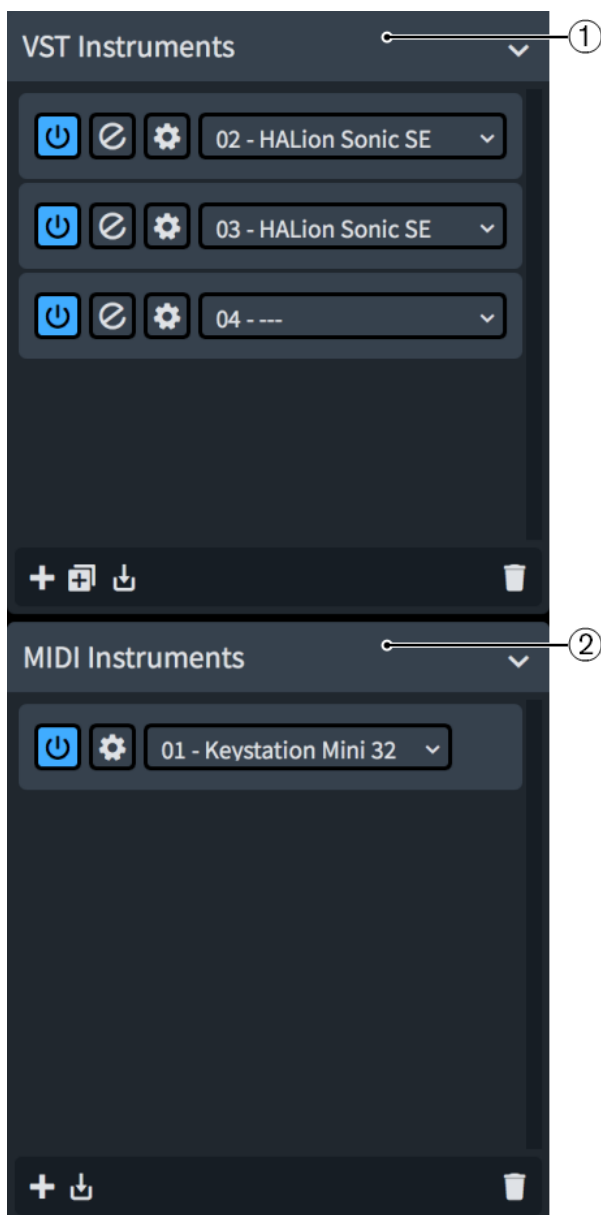 VST Instruments
①
02 - HALion Sonic SE
03 - HALion Sonic SE
04 - ---
MIDI Instruments
②
01 - Keystation Mini 32